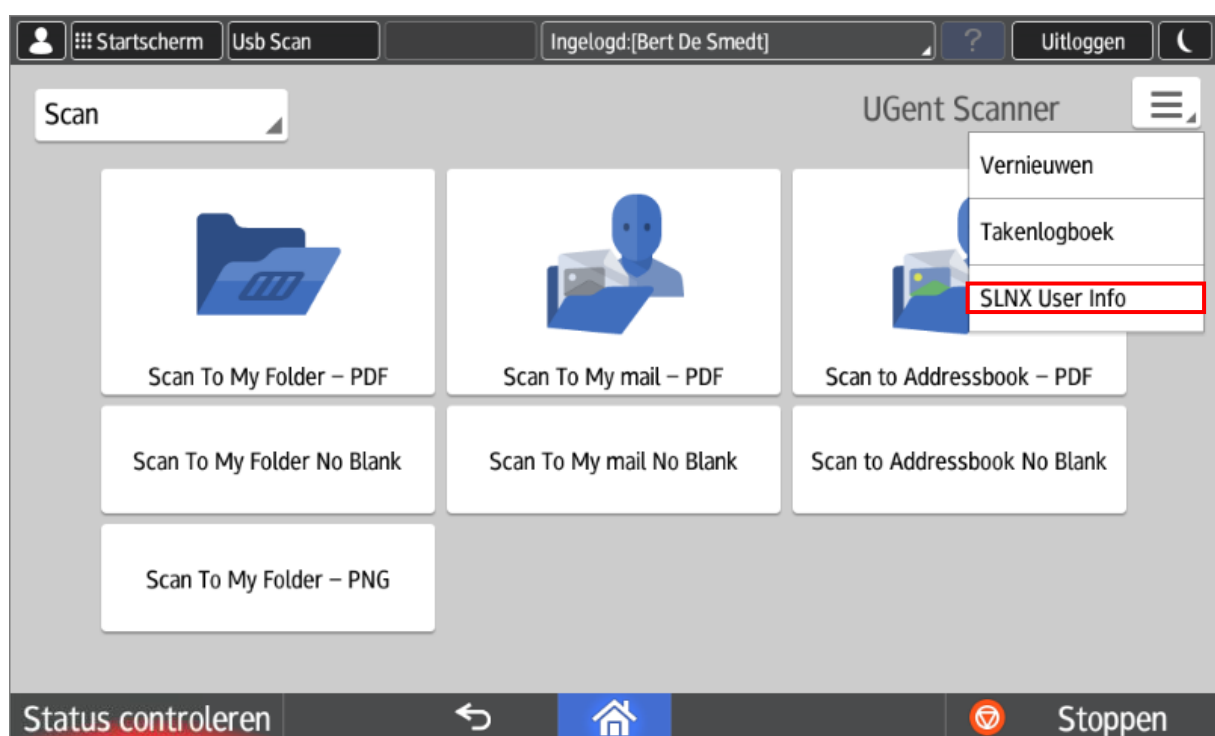 Startscherm
Usb Scan
Ingelogd:[Bert De Smedt]
?
Uitloggen
Scan
UGent Scanner
Vernieuwen
Takenlogboek
SLNX User Info
Scan To My Folder – PDF
Scan To My mail – PDF
Scan to Addressbook – PDF
Scan To My Folder No Blank
Scan To My mail No Blank
Scan to Addressbook No Blank
Scan To My Folder – PNG
Status controleren
Stoppen